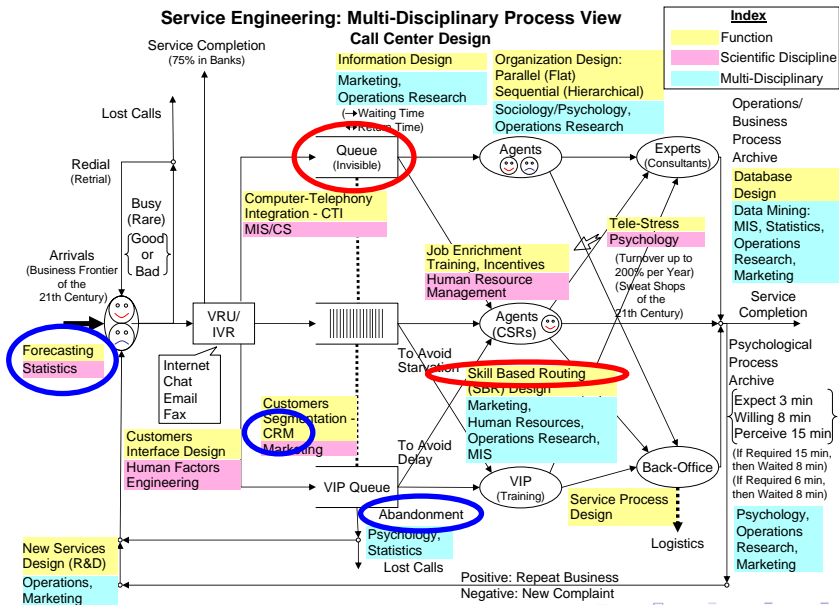 Service Engineering: Multi-Disciplinary Process View
Call Center Design
Index
Function
Scientific Discipline
Multi-Disciplinary
Service Completion
(75% in Banks)
Information Design
Marketing,
Operations Research
(→Waiting Time
Return Time)
Organization Design:
Parallel (Flat)
Sequential (Hierarchical)
Sociology/Psychology,
Operations Research
Operations/
Business
Process
Archive
Database
Design
Data Mining:
MIS, Statistics,
Operations
Research,
Marketing
Lost Calls
Redial
(Retrial)
Busy
(Rare)
Good
or
Bad
Arrivals
(Business Frontier
of the
21th Century)
Forecasting
Statistics
Queue
(Invisible)
Agents
Experts
(Consultants)
Computer-Telephony
Integration - CTI
MIS/CS
Tele-Stress
Psychology
(Turnover up to
200% per Year)
(Sweat Shops
of the
21th Century)
Job Enrichment
Training, Incentives
Human Resource
Management
VRU/
IVR
Internet
Chat
Email
Fax
Agents
(CSRs)
Service
Completion
To Avoid
Starvation
Skill Based Routing
(SBR) Design
Marketing,
Human Resources,
Operations Research,
MIS
Customers
Segmentation -
CRM
Marketing
Customers
Interface Design
Human Factors
Engineering
To Avoid
Delay
Psychological
Process
Archive
Expect 3 min
Willing 8 min
Perceive 15 min
(If Required 15 min,
then Waited 8 min)
(If Required 6 min,
then Waited 8 min)
Psychology,
Operations
Research,
Marketing
VIP Queue
VIP
(Training)
Back-Office
Abandonment
Psychology,
Statistics
Lost Calls
Service Process
Design
Logistics
New Services
Design (R&D)
Operations,
Marketing
Positive: Repeat Business
Negative: New Complaint